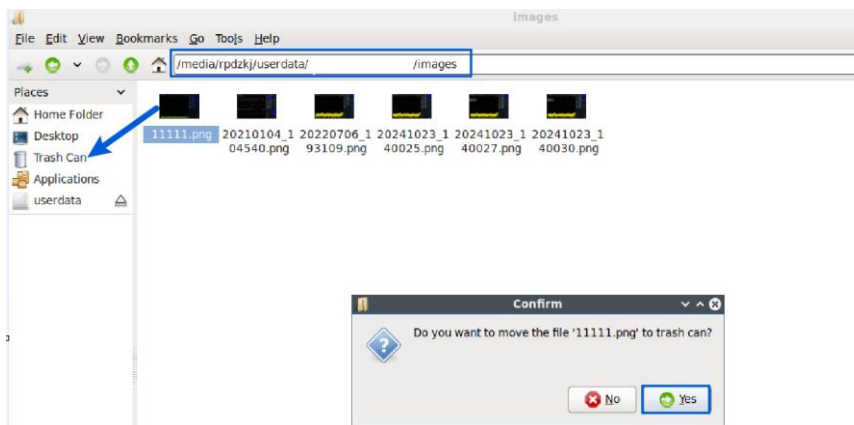 Images
File Edit View Bookmarks Go Tools Help
/media/rpdzkj/userdata/ /images
Places
Home Folder
Desktop
Trash Can
Applications
userdata
11111.png 20210104_1 20220706_1 20241023_1 20241023_1 20241023_1
04540.png 93109.png 40025.png 40027.png 40030.png
Confirm
Do you want to move the file '11111.png' to trash can?
No Yes